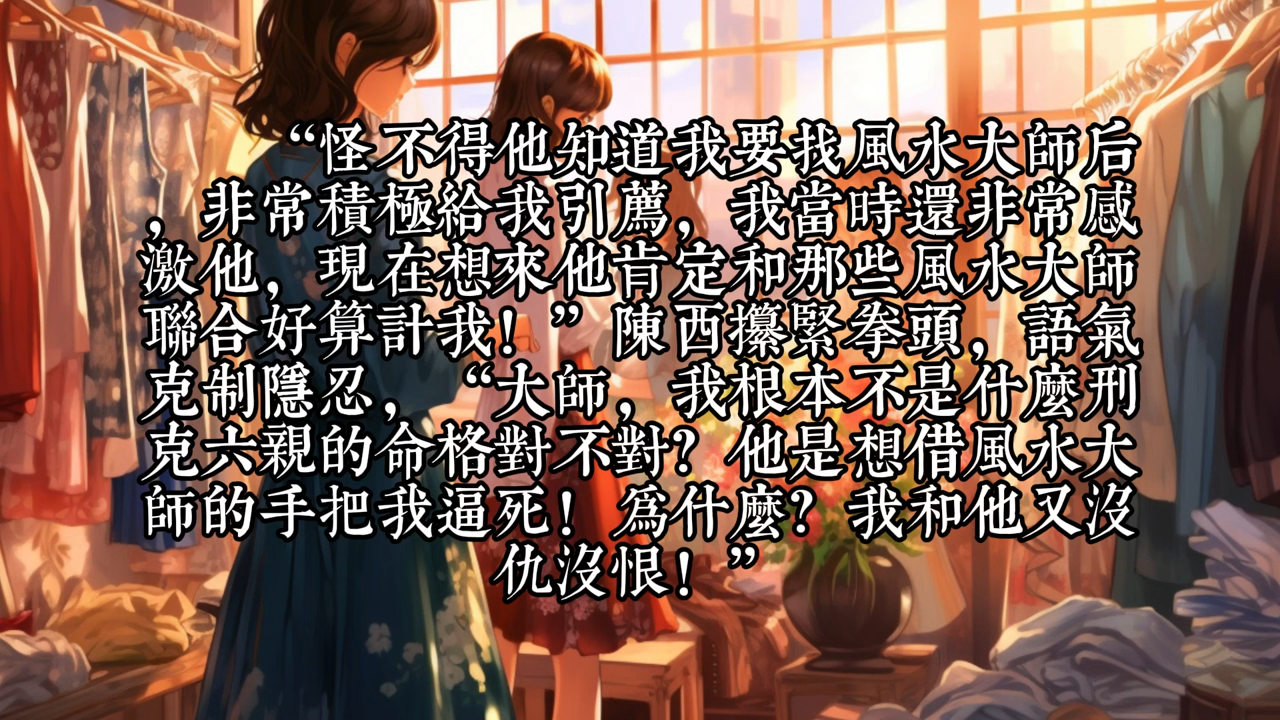 “怪不得他知道我要找風水大師后
，非常積極給我引薦，我當時還非常感
激他，現在想來他肯定和那些風水大師
聯合好算計我！”陳西攥緊拳頭，語氣
克制隱忍，“大師，我根本不是什麼刑
克六親的命格對不對？他是想借風水大
師的手把我逼死！爲什麼？我和他又沒
仇沒恨！”